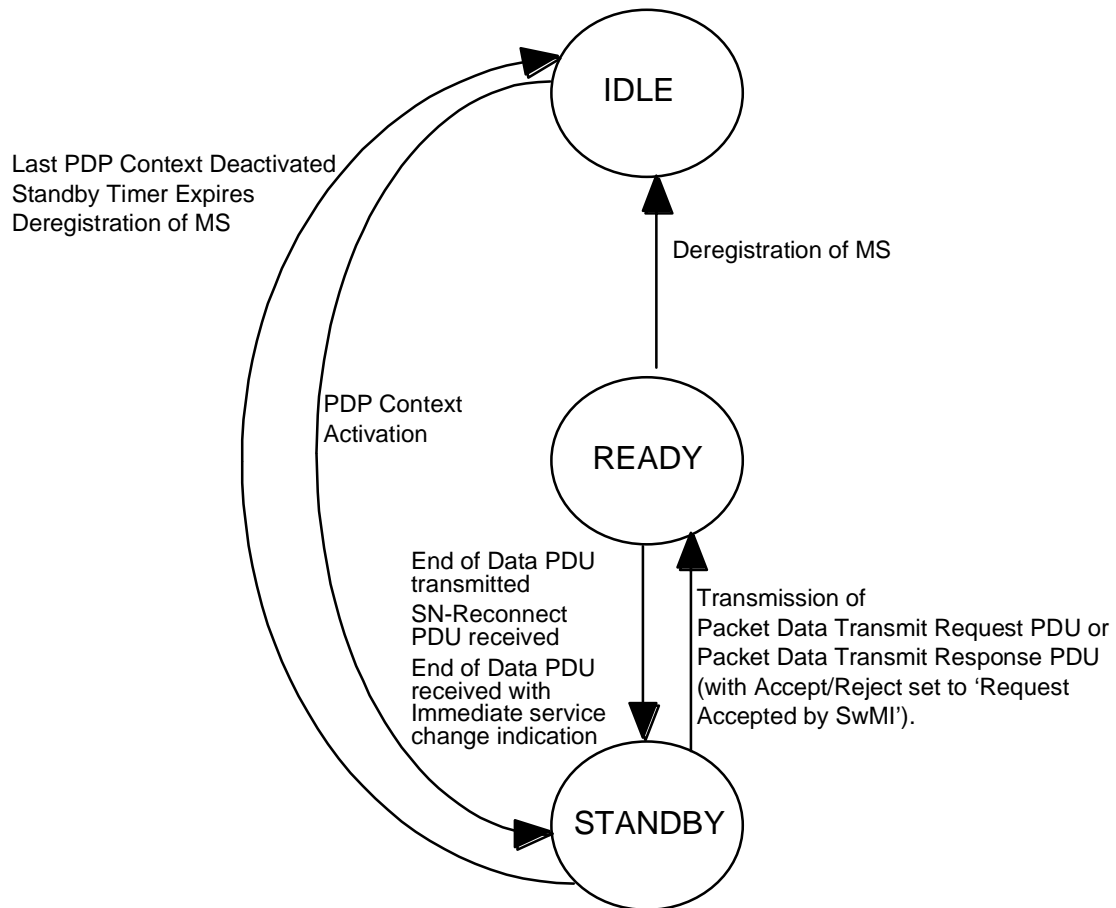 IDLE
Last PDP Context Deactivated
Standby Timer Expires
Deregistration of MS
Deregistration of MS
PDP Context
Activation
READY
End of Data PDU
transmitted
SN-Reconnect
PDU received
End of Data PDU
received with
Immediate service
change indication
Transmission of
Packet Data Transmit Request PDU or
Packet Data Transmit Response PDU
(with Accept/Reject set to ‘Request
Accepted by SwMI’).
STANDBY